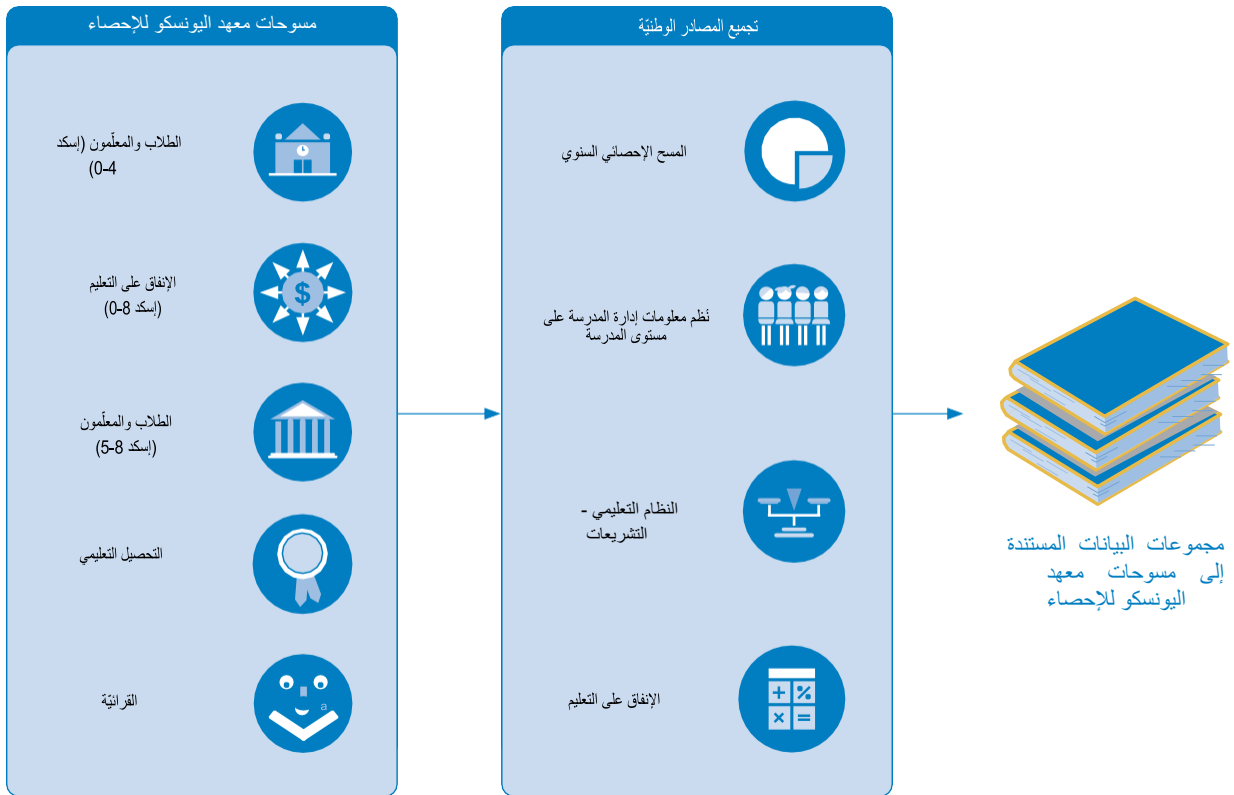 مسوحات معهد اليونسكو للإحصاء
الطلاب والمعلّمون (إسكد
0-4)
الإنفاق على التعليم
(إسكد 8-0)
الطلاب والمعلّمون
(إسكد 8-5)
التحصيل التعليمي
القرائيّة
a
$
تجميع المصادر الوطنيّة
المسح الإحصائي السنوي
نُظم معلومات إدارة المدرسة على
مستوى المدرسة
النظام التعليمي -
التشريعات
الإنفاق على التعليم
+ %
× =
مجموعات البيانات المستندة
إلى مسوحات معهد
اليونسكو للإحصاء